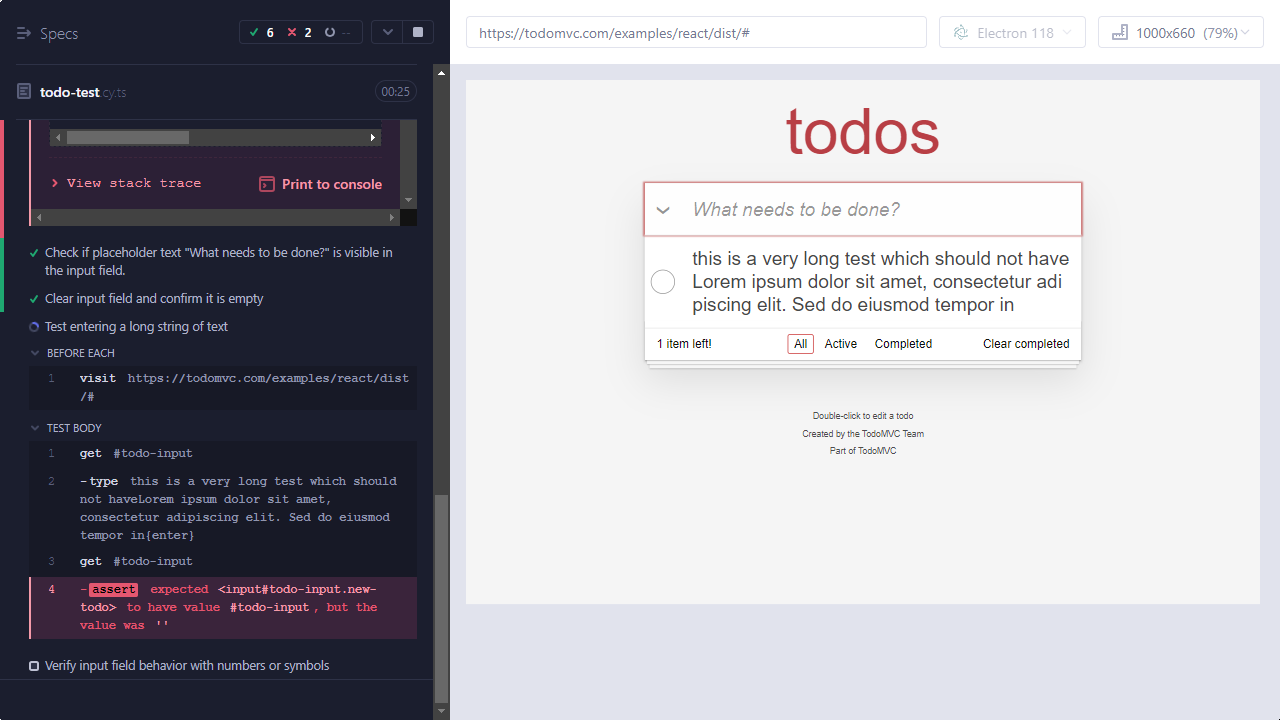 Specs
6
2
--
todo-test.cy.ts
00:25
View stack trace
Print to console
Check if placeholder text "What needs to be done?" is visible in
the input field.
Clear input field and confirm it is empty
Test entering a long string of text
BEFORE EACH
1 visit https://todomvc.com/examples/react/dist
/#
TEST BODY
1 get #todo-input
2 -type this is a very long test which should
not haveLorem ipsum dolor sit amet,
consectetur adipiscing elit. Sed do eiusmod
tempor in{enter}
3 get #todo-input
4 -assert expected <input#todo-input.new-
todo> to have value #todo-input, but the
value was ''
Verify input field behavior with numbers or symbols
https://todomvc.com/examples/react/dist/#
Electron 118
1000x660 (79%)
todos
What needs to be done?
this is a very long test which should not have
Lorem ipsum dolor sit amet, consectetur adi
piscing elit. Sed do eiusmod tempor in
1 item left!
All
Active
Completed
Clear completed
Double-click to edit a todo
Created by the TodoMVC Team
Part of TodoMVC